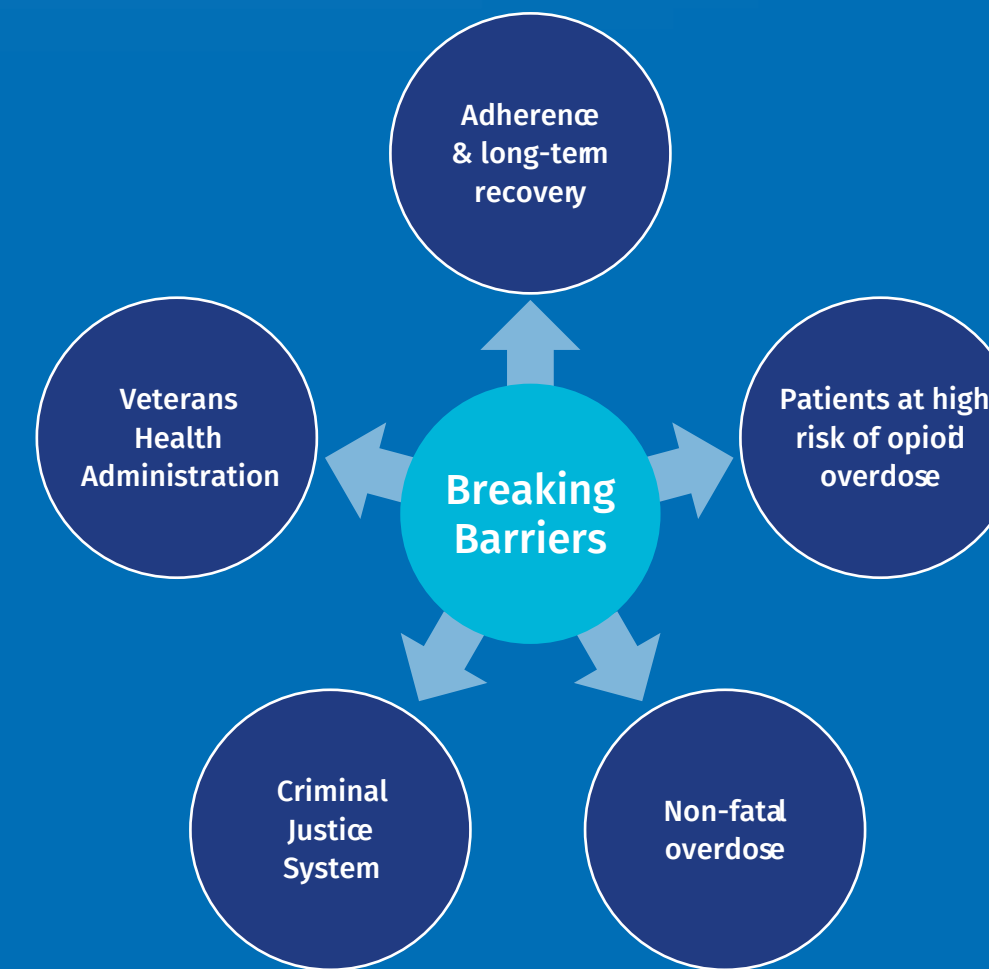 Adherence
& long-term
recovery
Veterans
Health
Administration
Breaking
Barriers
Patients at high
risk of opioid
overdose
Criminal
Justice
System
Non-fatal
overdose